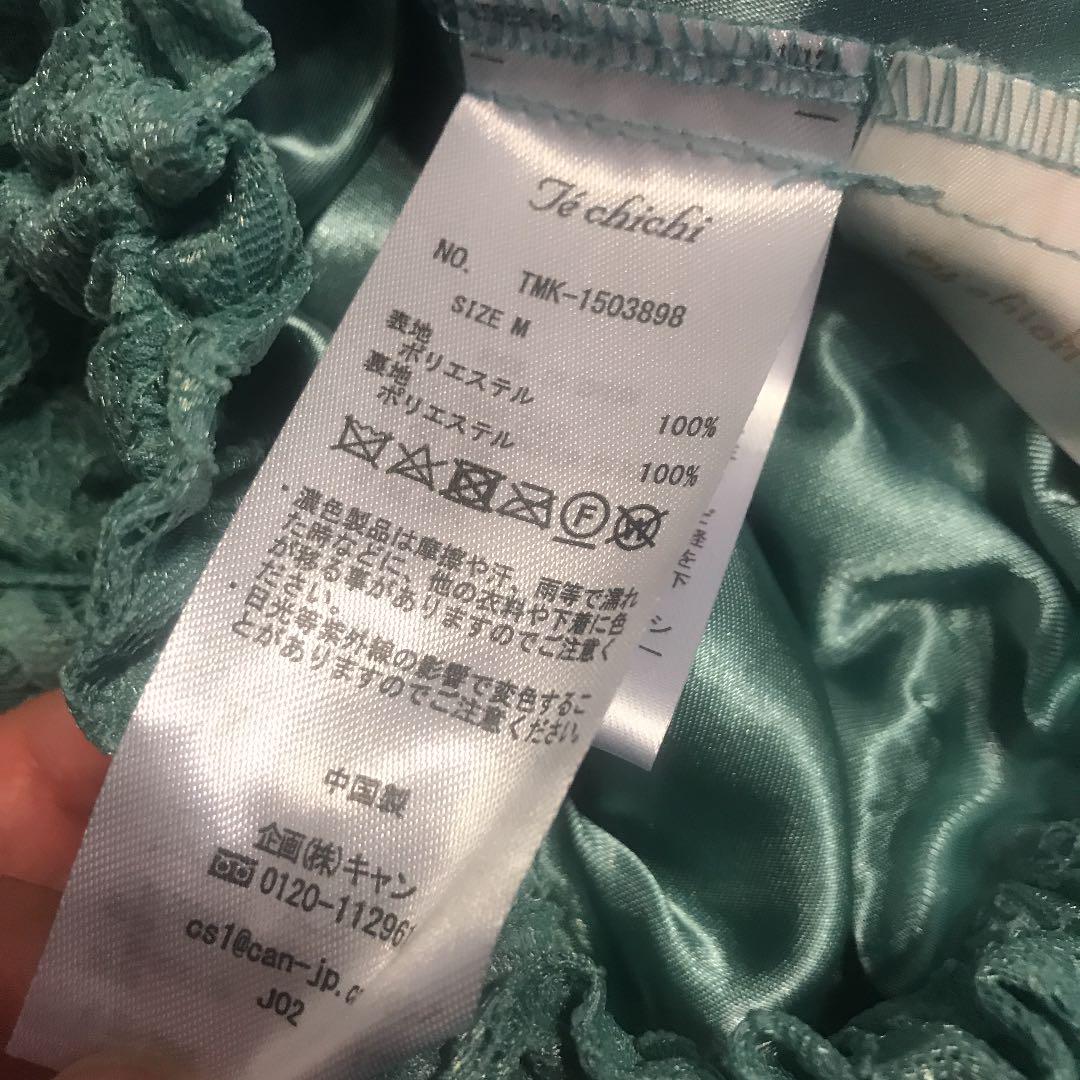 Té chichi
NO. TMK-1503898
SIZE M
表地
ポリエステル 100%
裏地
ポリエステル 100%
F
W
・濃色製品は摩擦や汗、雨等で濡れ
た時などに、他の衣料や下着に色
が移る事がありますのでご注意く
ださい。
・日光等紫外線の影響で変色するこ
とがありますのでご注意ください。
中国製
企画(株)キャン
0120-112961
cs1@can-jp.c
J02